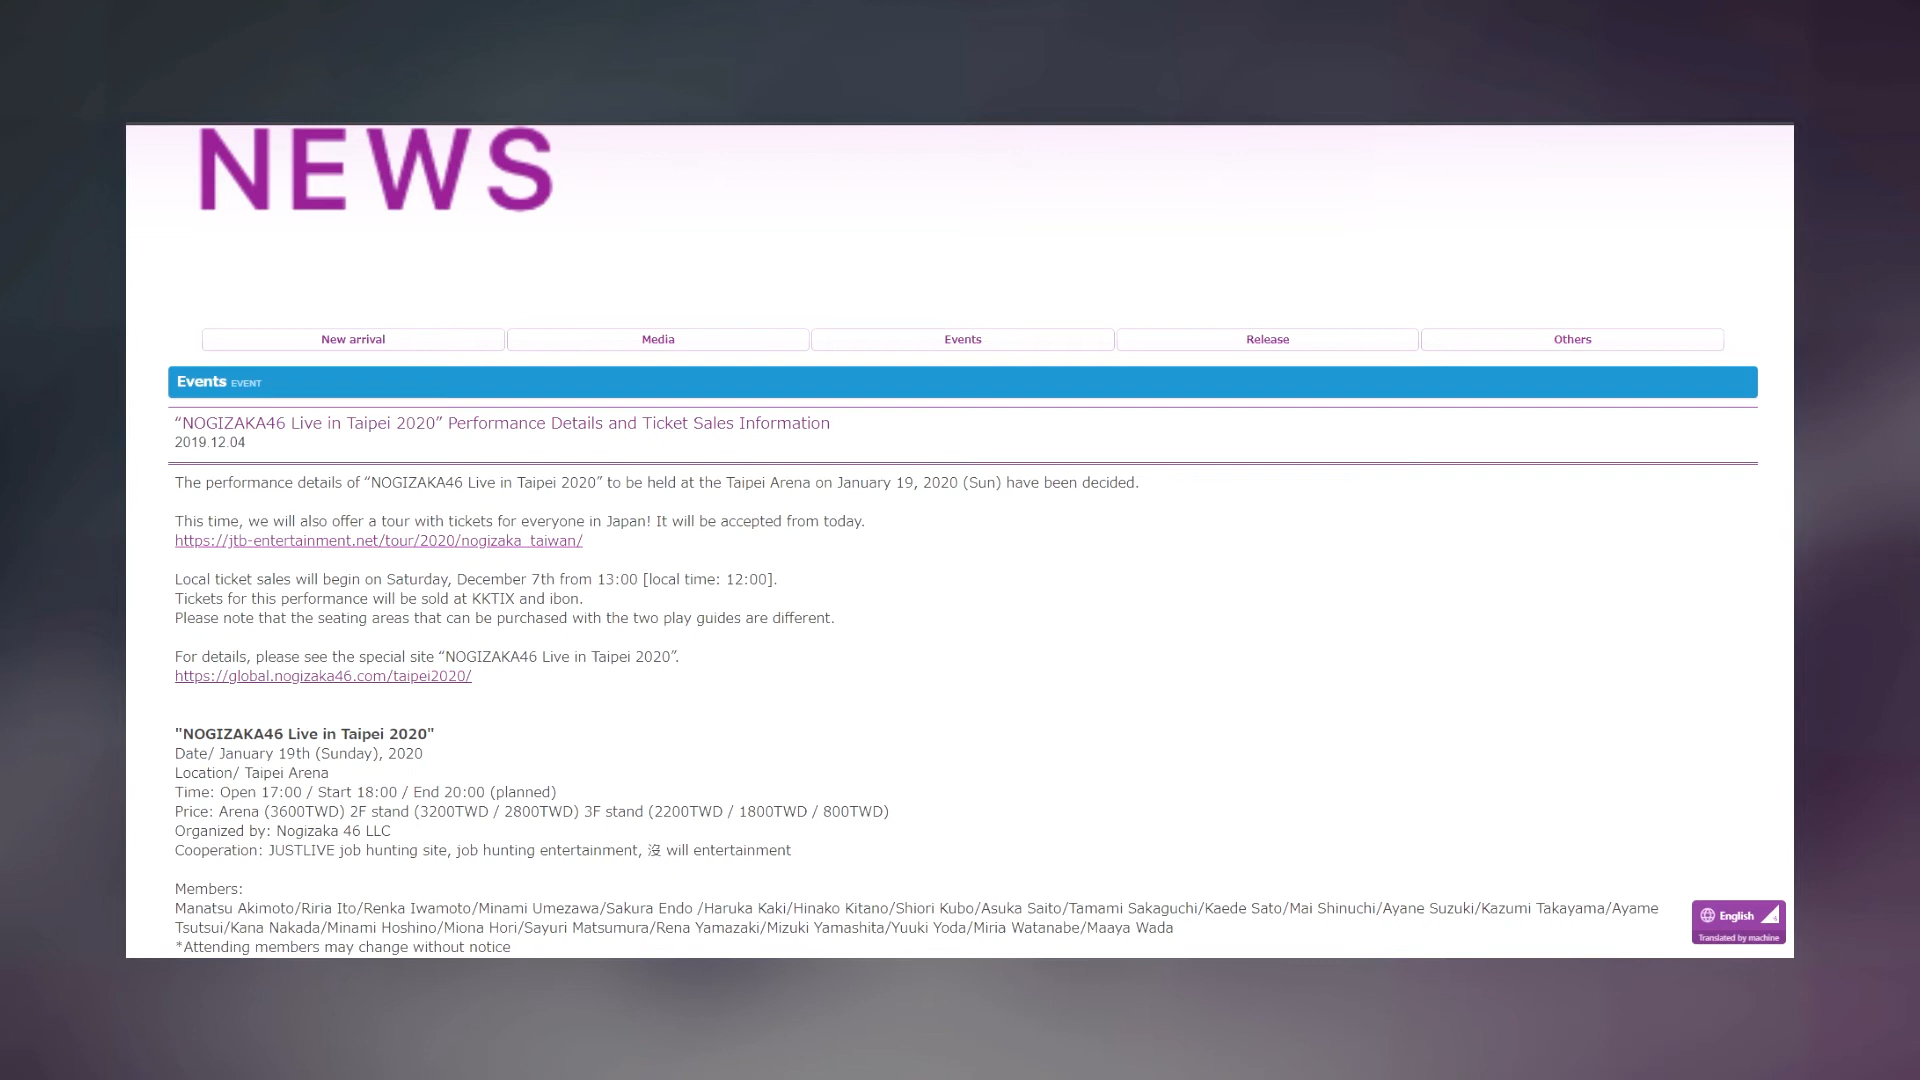 NEWS
New arrival
Media
Events
Release
Others
Events EVENT
“NOGIZAKA46 Live in Taipei 2020” Performance Details and Ticket Sales Information
2019.12.04
The performance details of “NOGIZAKA46 Live in Taipei 2020” to be held at the Taipei Arena on January 19, 2020 (Sun) have been decided.
This time, we will also offer a tour with tickets for everyone in Japan! It will be accepted from today.
https://jtb-entertainment.net/tour/2020/nogizaka_taiwan/
Local ticket sales will begin on Saturday, December 7th from 13:00 [local time: 12:00].
Tickets for this performance will be sold at KKTIX and ibon.
Please note that the seating areas that can be purchased with the two play guides are different.
For details, please see the special site “NOGIZAKA46 Live in Taipei 2020”.
https://global.nogizaka46.com/taipei2020/
"NOGIZAKA46 Live in Taipei 2020"
Date/ January 19th (Sunday), 2020
Location/ Taipei Arena
Time: Open 17:00 / Start 18:00 / End 20:00 (planned)
Price: Arena (3600TWD) 2F stand (3200TWD / 2800TWD) 3F stand (2200TWD / 1800TWD / 800TWD)
Organized by: Nogizaka 46 LLC
Cooperation: JUSTLIVE job hunting site, job hunting entertainment, 沒 will entertainment
Members:
Manatsu Akimoto/Riria Ito/Renka Iwamoto/Minami Umezawa/Sakura Endo /Haruka Kaki/Hinako Kitano/Shiori Kubo/Asuka Saito/Tamami Sakaguchi/Kaede Sato/Mai Shinuchi/Ayane Suzuki/Kazumi Takayama/Ayame
Tsutsui/Kana Nakada/Minami Hoshino/Miona Hori/Sayuri Matsumura/Rena Yamazaki/Mizuki Yamashita/Yuuki Yoda/Miria Watanabe/Maaya Wada
*Attending members may change without notice
English
Translated by machine